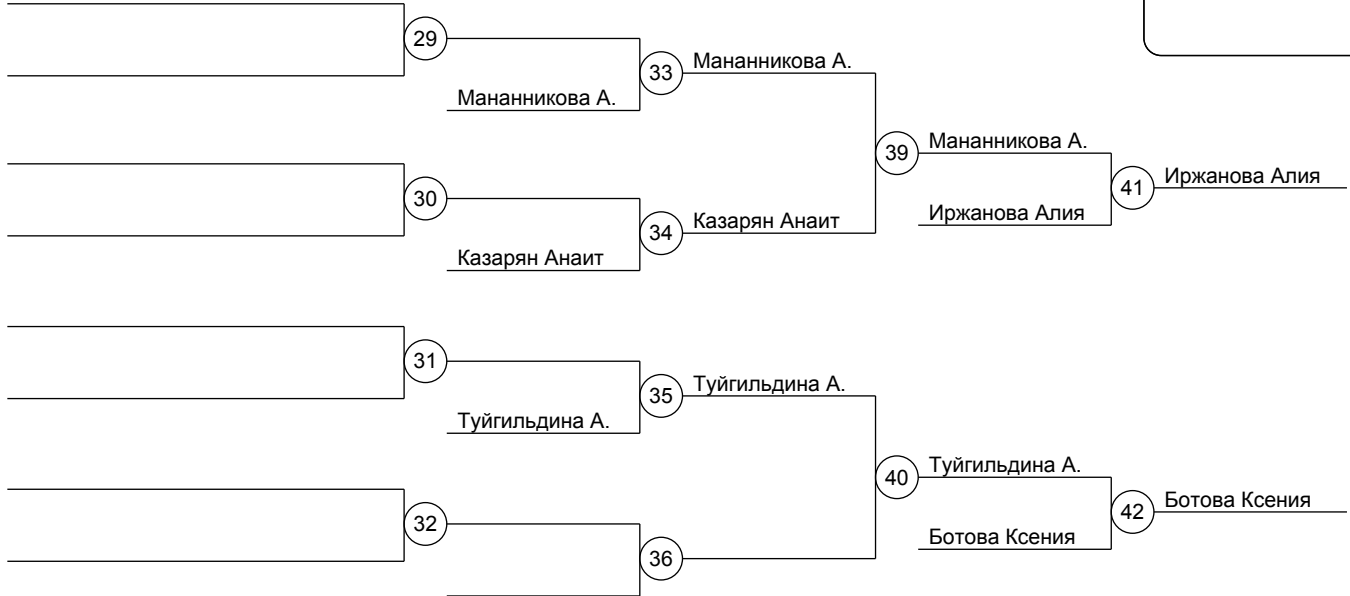 29
33
Мананникова А.
Мананникова А.
39
Мананникова А.
41
Иржанова Алия
30
Иржанова Алия
34
Казарян Анаит
Казарян Анаит
31
35
Туйгильдина А.
Туйгильдина А.
40
Туйгильдина А.
42
Ботова Ксения
32
Ботова Ксения
36